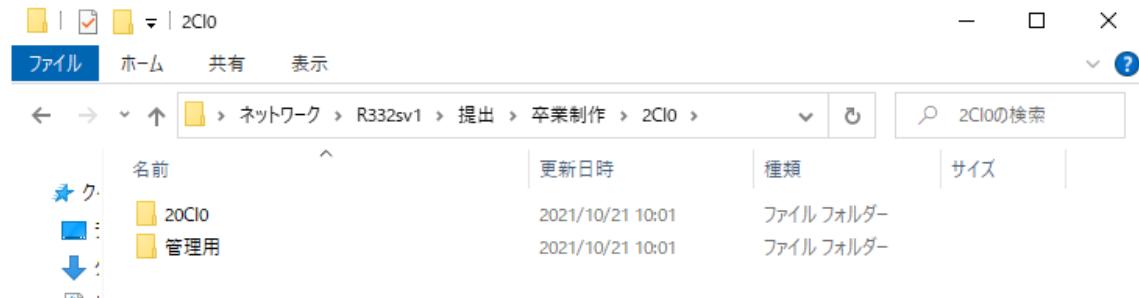 2CI0
ファイル ホーム 共有 表示
ネットワーク > R332sv1 > 提出 > 卒業制作 > 2CI0 > 2CI0の検索
名前 更新日時 種類 サイズ
20CI0 2021/10/21 10:01 ファイル フォルダー
管理用 2021/10/21 10:01 ファイル フォルダー